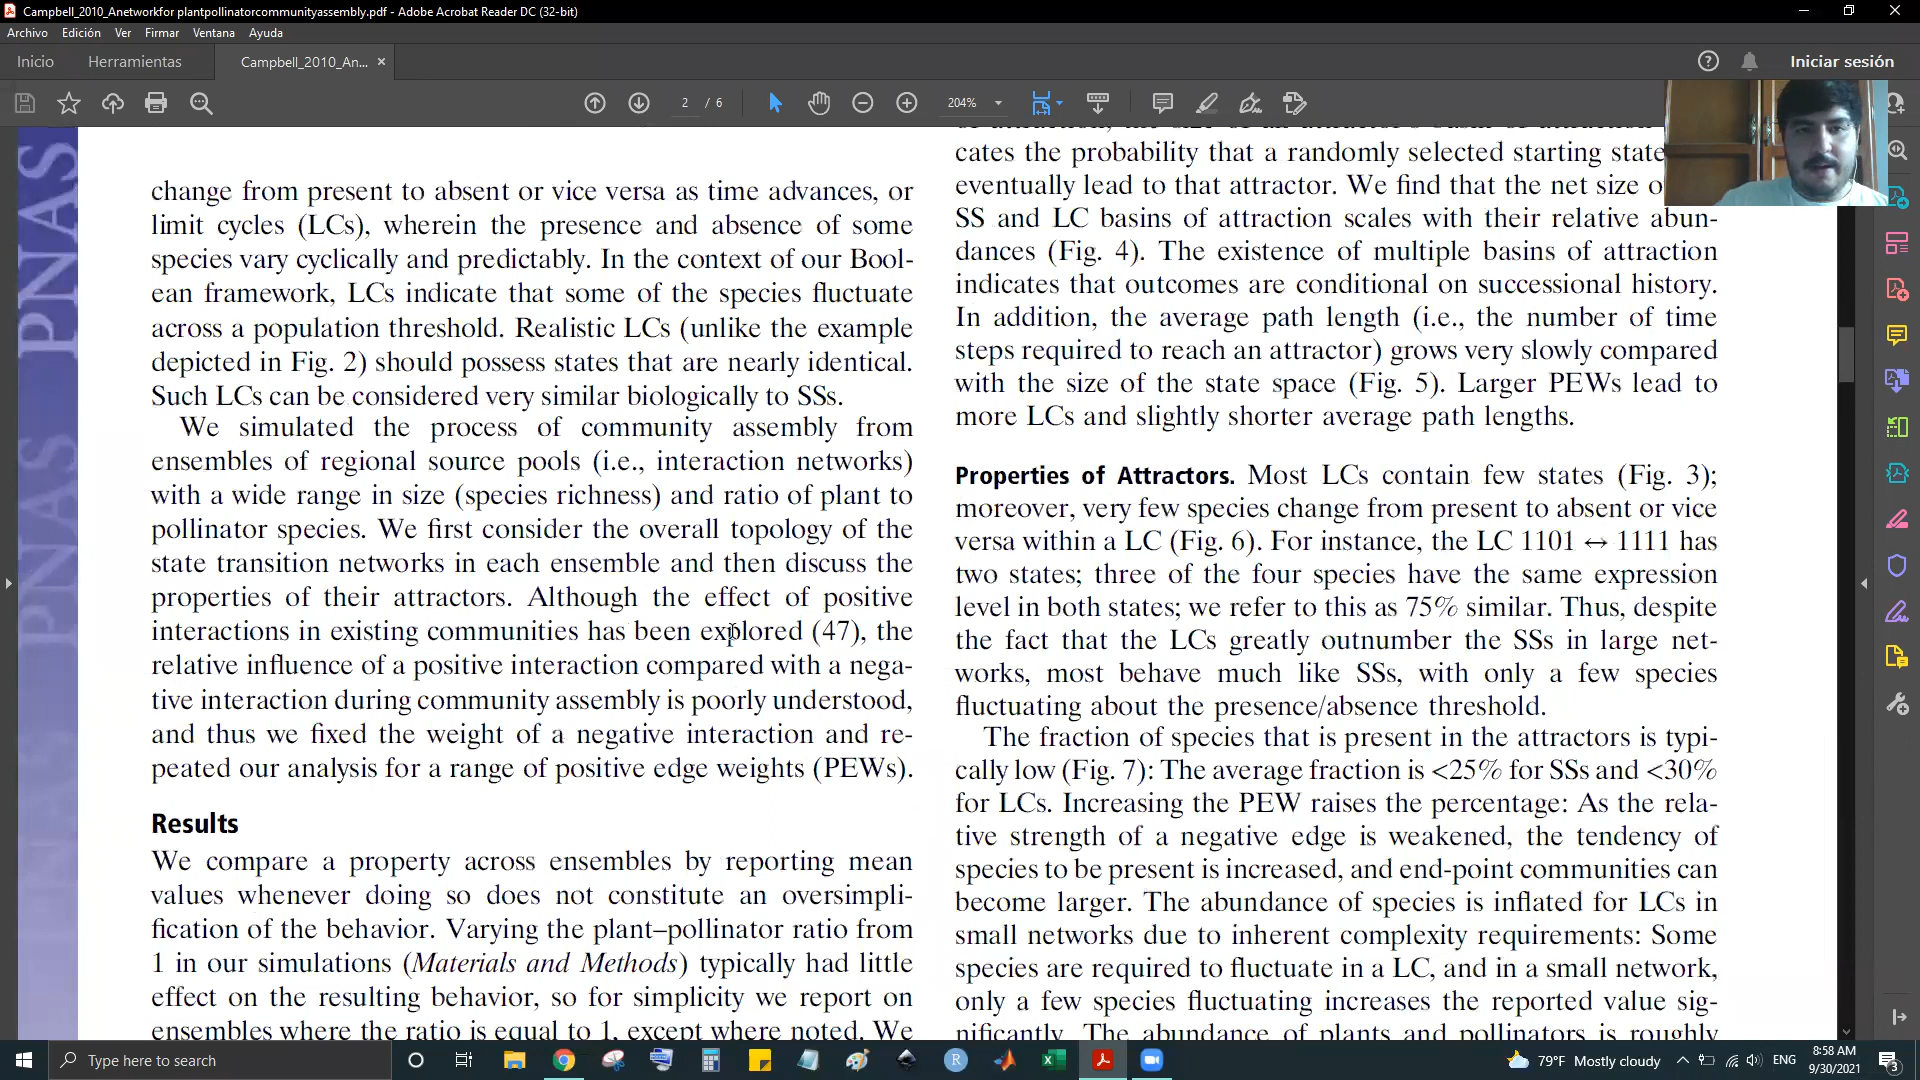 Campbell_2010_Anetworkfor plantpollinatorcommunityassembly.pdf - Adobe Acrobat Reader DC (32-bit)
Archivo Edición Ver Firmar Ventana Ayuda
Inicio Herramientas Campbell_2010_An... × Iniciar sesión
2 / 6 204%
PNAS
PNAS
PNAS
change from present to absent or vice versa as time advances, or
limit cycles (LCs), wherein the presence and absence of some
species vary cyclically and predictably. In the context of our Bool-
ean framework, LCs indicate that some of the species fluctuate
across a population threshold. Realistic LCs (unlike the example
depicted in Fig. 2) should possess states that are nearly identical.
Such LCs can be considered very similar biologically to SSs.
We simulated the process of community assembly from
ensembles of regional source pools (i.e., interaction networks)
with a wide range in size (species richness) and ratio of plant to
pollinator species. We first consider the overall topology of the
state transition networks in each ensemble and then discuss the
properties of their attractors. Although the effect of positive
interactions in existing communities has been explored (47), the
relative influence of a positive interaction compared with a nega-
tive interaction during community assembly is poorly understood,
and thus we fixed the weight of a negative interaction and re-
peated our analysis for a range of positive edge weights (PEWs).
Results
We compare a property across ensembles by reporting mean
values whenever doing so does not constitute an oversimpli-
fication of the behavior. Varying the plant–pollinator ratio from
1 in our simulations (Materials and Methods) typically had little
effect on the resulting behavior, so for simplicity we report on
ensembles where the ratio is equal to 1, except where noted. We
cates the probability that a randomly selected starting state
eventually lead to that attractor. We find that the net size o
SS and LC basins of attraction scales with their relative abun-
dances (Fig. 4). The existence of multiple basins of attraction
indicates that outcomes are conditional on successional history.
In addition, the average path length (i.e., the number of time
steps required to reach an attractor) grows very slowly compared
with the size of the state space (Fig. 5). Larger PEWs lead to
more LCs and slightly shorter average path lengths.
Properties of Attractors. Most LCs contain few states (Fig. 3);
moreover, very few species change from present to absent or vice
versa within a LC (Fig. 6). For instance, the LC 1101 ↔ 1111 has
two states; three of the four species have the same expression
level in both states; we refer to this as 75% similar. Thus, despite
the fact that the LCs greatly outnumber the SSs in large net-
works, most behave much like SSs, with only a few species
fluctuating about the presence/absence threshold.
The fraction of species that is present in the attractors is typi-
cally low (Fig. 7): The average fraction is <25% for SSs and <30%
for LCs. Increasing the PEW raises the percentage: As the rela-
tive strength of a negative edge is weakened, the tendency of
species to be present is increased, and end-point communities can
become larger. The abundance of species is inflated for LCs in
small networks due to inherent complexity requirements: Some
species are required to fluctuate in a LC, and in a small network,
only a few species fluctuating increases the reported value sig-
nificantly. The abundance of plants and pollinators is roughly
Type here to search
79°F Mostly cloudy ENG 8:58 AM
9/30/2021 3